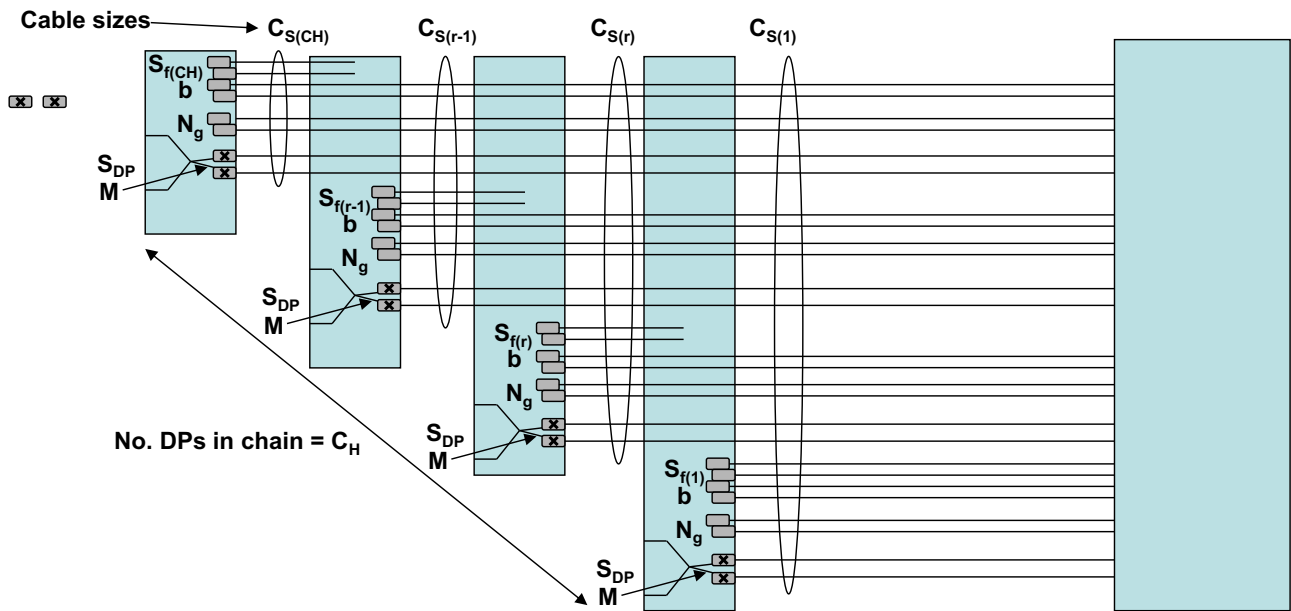 Cable sizes
C_S(CH)
C_S(r-1)
C_S(r)
C_S(1)
S_f(CH)
b
N_g
S_DP
M
S_f(r-1)
b
N_g
S_DP
M
S_f(r)
b
N_g
S_DP
M
No. DPs in chain = C_H
S_f(1)
b
N_g
S_DP
M